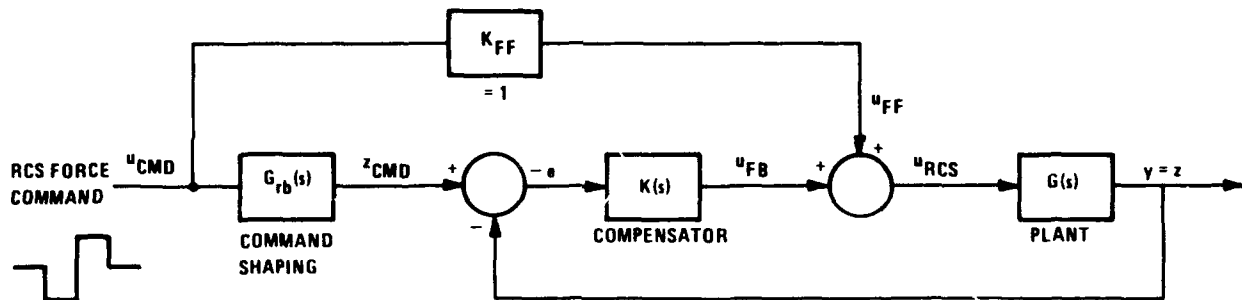 K_FF
= 1
u_FF
RCS FORCE
COMMAND
u_CMD
G_rb(s)
z_CMD
+
- e
K(s)
u_FB
+
+
u_RCS
G(s)
y = z
-
COMMAND
SHAPING
COMPENSATOR
PLANT